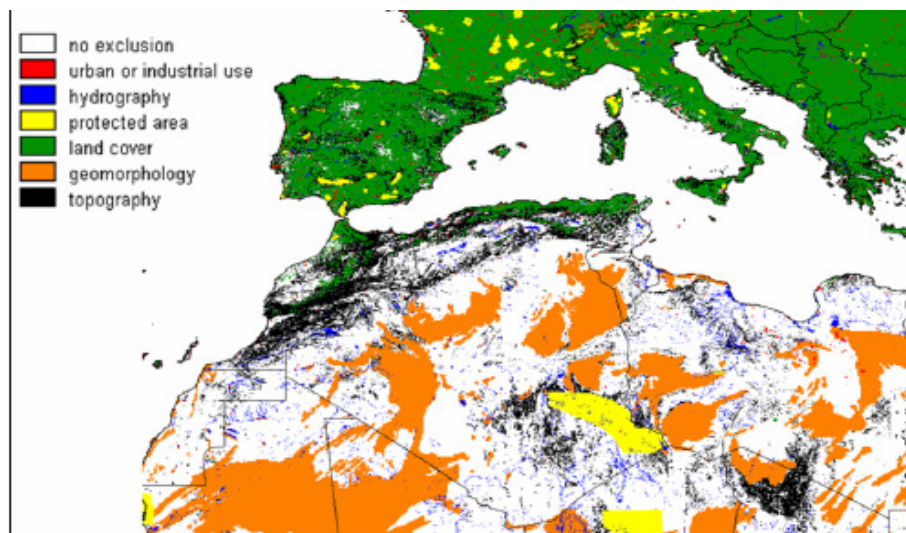 no exclusion
urban or industrial use
hydrography
protected area
land cover
geomorphology
topography